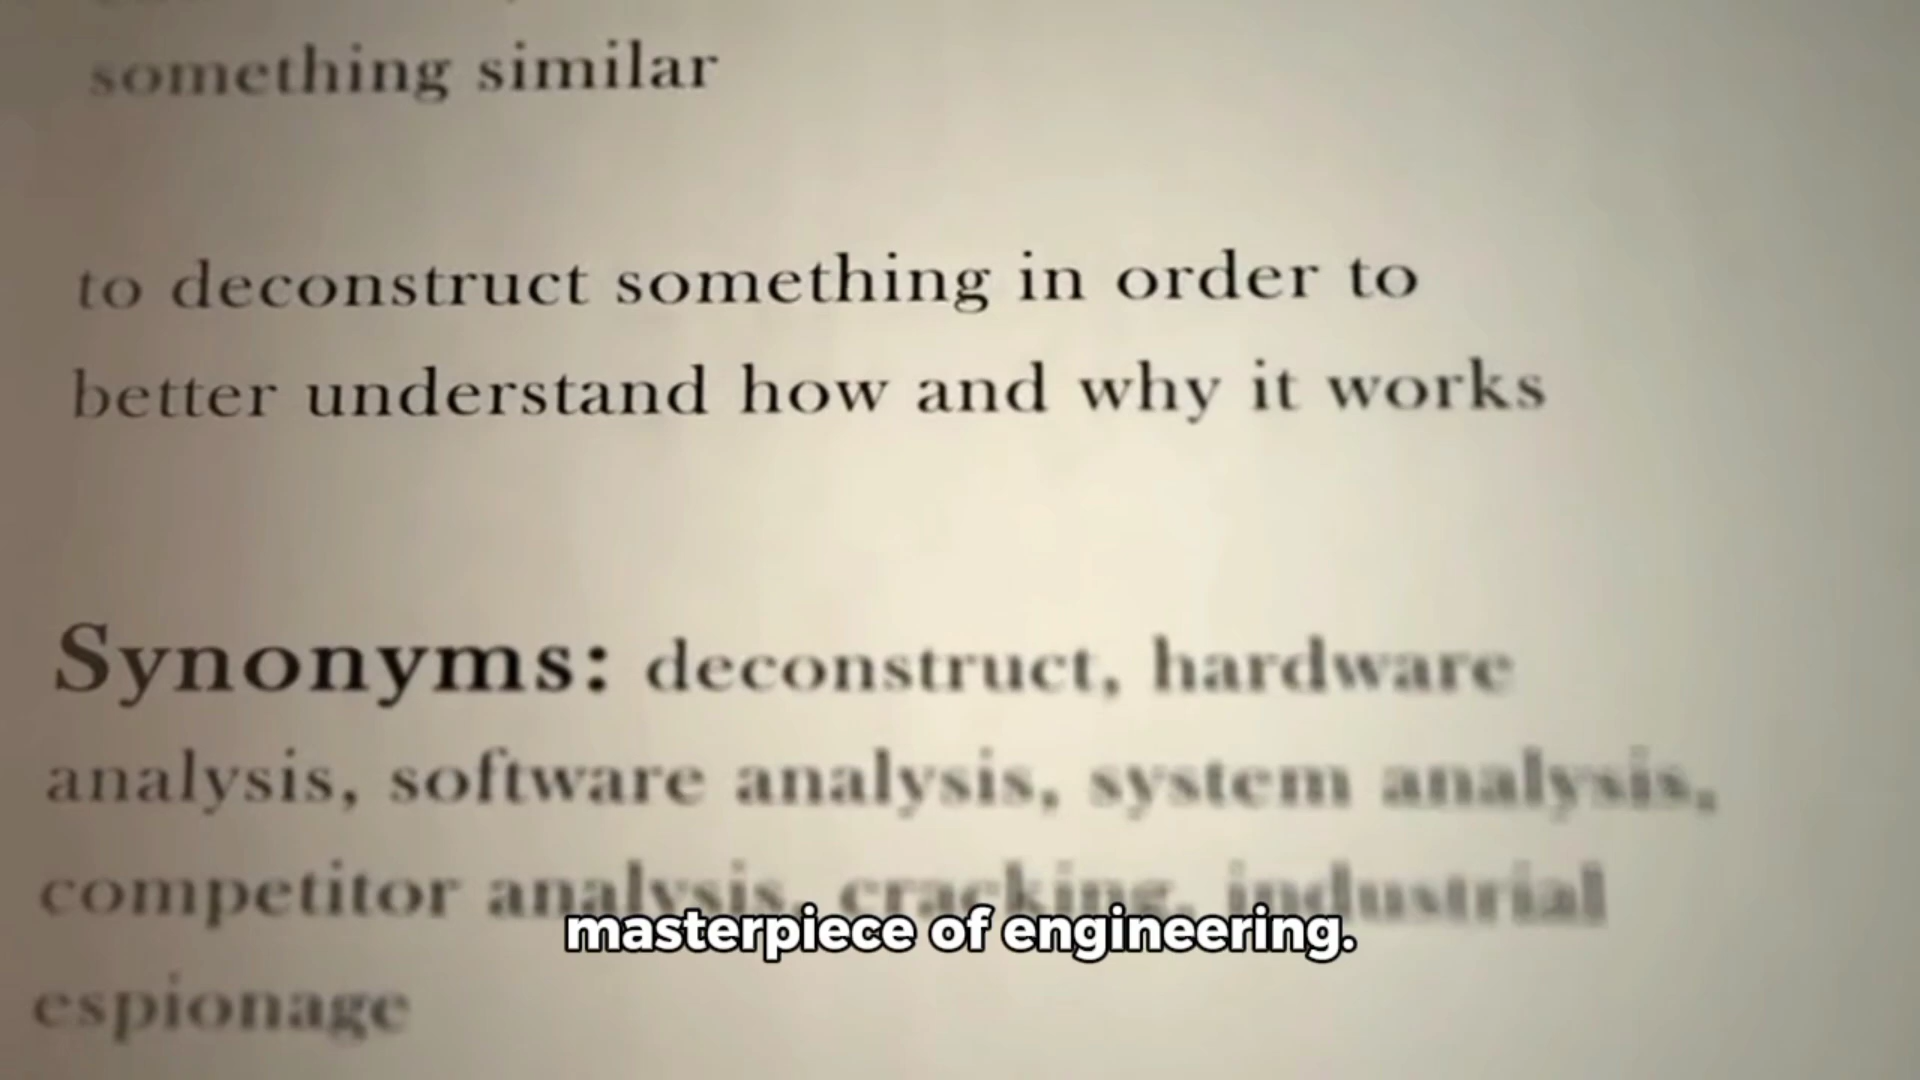 something similar
to deconstruct something in order to
better understand how and why it works
Synonyms: deconstruct, hardware
analysis, software analysis, system analysis,
competitor analysis, cracking, industrial
masterpiece of engineering.
espionage